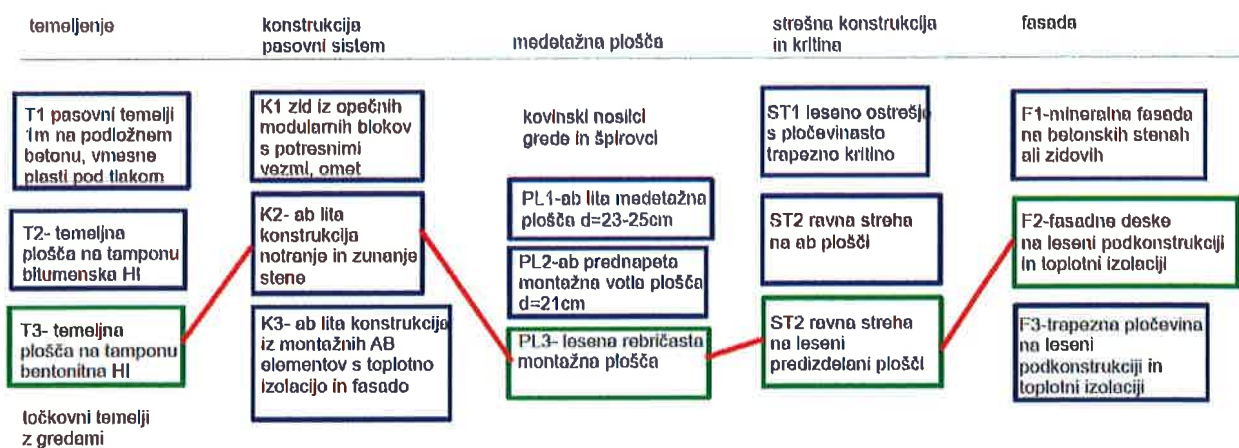 temeljenje
konstrukcija
pasovni sistem
medetažna plošča
strešna konstrukcija
in kritina
fasada
T1 pasovni temelji
1m na podložnem
betonu, vmesne
plasti pod tlakom
T2- temeljna
plošča na tamponu
bitumenska HI
T3- temeljna
plošča na tamponu
bentonitna HI
točkovni temelji
z gredami
K1 zid iz opečnih
modularnih blokov
s potresnimi
vezmi, omet
K2- ab lita
konstrukcija
notranje in zunanje
stene
K3- ab lita konstrukcija
iz montažnih AB
elementov s toplotno
izolacijo in fasado
kovinski nosilci
grede in špirovci
PL1-ab lita medetažna
plošča d=23-25cm
PL2-ab prednapeta
montažna votla plošča
d=21cm
PL3- lesena rebričasta
montažna plošča
ST1 leseno ostrešje
s pločevinasto
trapezno kritino
ST2 ravna streha
na ab plošči
ST2 ravna streha
na leseni
predizdelani plošči
F1-mineralna fasada
na betonskih stenah
ali zidovih
F2-fasadne deske
na leseni podkonstrukciji
in toplotni izolaciji
F3-trapezna pločevina
na leseni
podkonstrukciji in
toplotni izolaciji